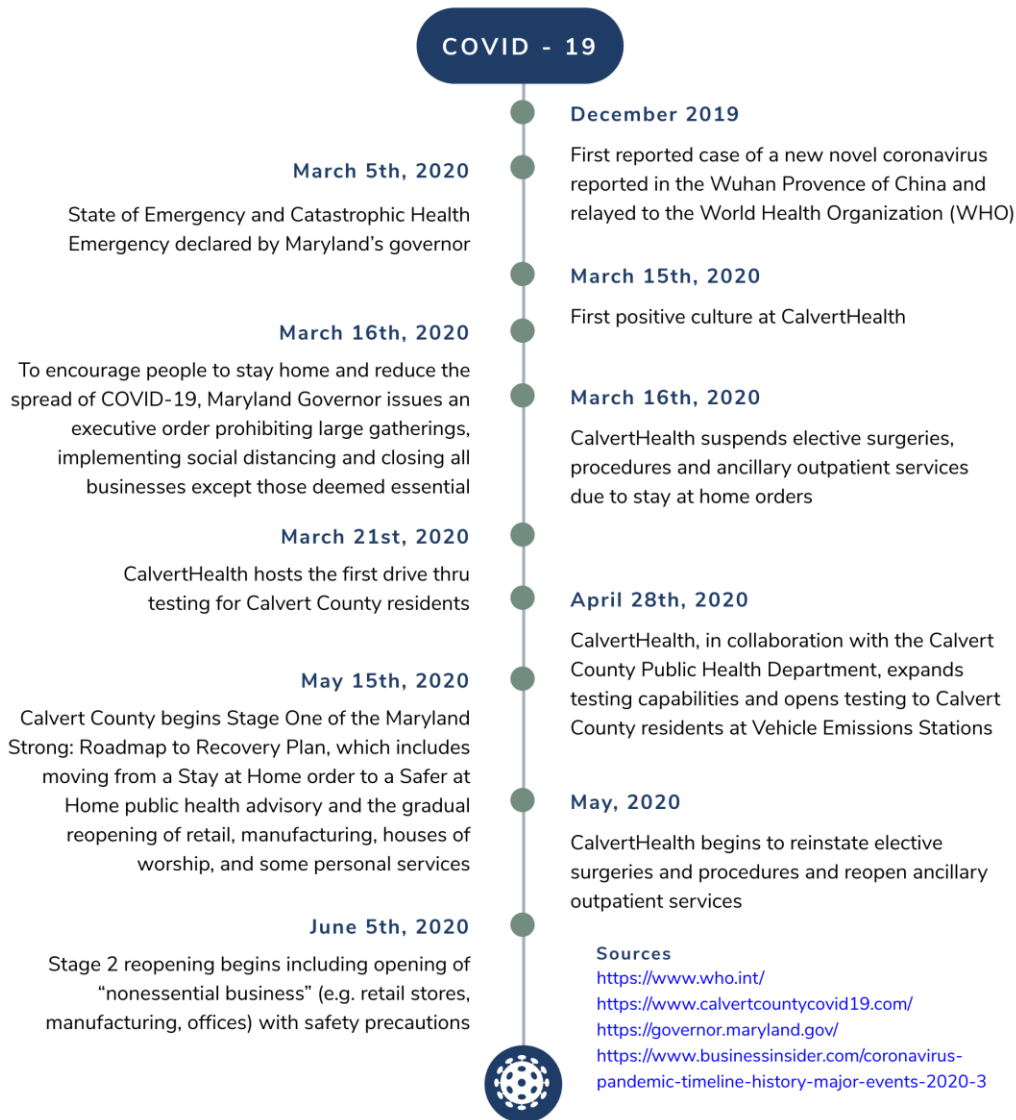 COVID - 19
December 2019
First reported case of a new novel coronavirus
reported in the Wuhan Provence of China and
relayed to the World Health Organization (WHO)
March 5th, 2020
State of Emergency and Catastrophic Health
Emergency declared by Maryland's governor
March 15th, 2020
First positive culture at CalvertHealth
March 16th, 2020
To encourage people to stay home and reduce the
spread of COVID-19, Maryland Governor issues an
executive order prohibiting large gatherings,
implementing social distancing and closing all
businesses except those deemed essential
March 16th, 2020
CalvertHealth suspends elective surgeries,
procedures and ancillary outpatient services
due to stay at home orders
March 21st, 2020
CalvertHealth hosts the first drive thru
testing for Calvert County residents
April 28th, 2020
CalvertHealth, in collaboration with the Calvert
County Public Health Department, expands
testing capabilities and opens testing to Calvert
County residents at Vehicle Emissions Stations
May 15th, 2020
Calvert County begins Stage One of the Maryland
Strong: Roadmap to Recovery Plan, which includes
moving from a Stay at Home order to a Safer at
Home public health advisory and the gradual
reopening of retail, manufacturing, houses of
worship, and some personal services
May, 2020
CalvertHealth begins to reinstate elective
surgeries and procedures and reopen ancillary
outpatient services
June 5th, 2020
Stage 2 reopening begins including opening of
“nonessential business” (e.g. retail stores,
manufacturing, offices) with safety precautions
Sources
https://www.who.int/
https://www.calvertcountycovid19.com/
https://governor.maryland.gov/
https://www.businessinsider.com/coronavirus-
pandemic-timeline-history-major-events-2020-3